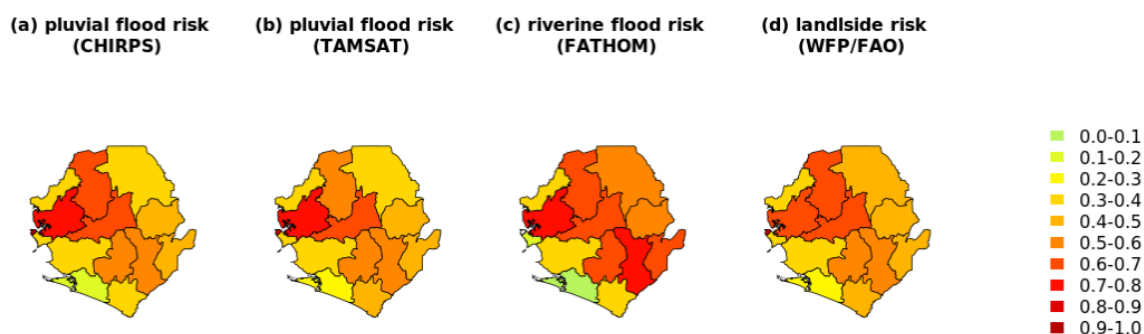 (a) pluvial flood risk
(CHIRPS)
(b) pluvial flood risk
(TAMSAT)
(c) riverine flood risk
(FATHOM)
(d) landlside risk
(WFP/FAO)
0.0-0.1
0.1-0.2
0.2-0.3
0.3-0.4
0.4-0.5
0.5-0.6
0.6-0.7
0.7-0.8
0.8-0.9
0.9-1.0